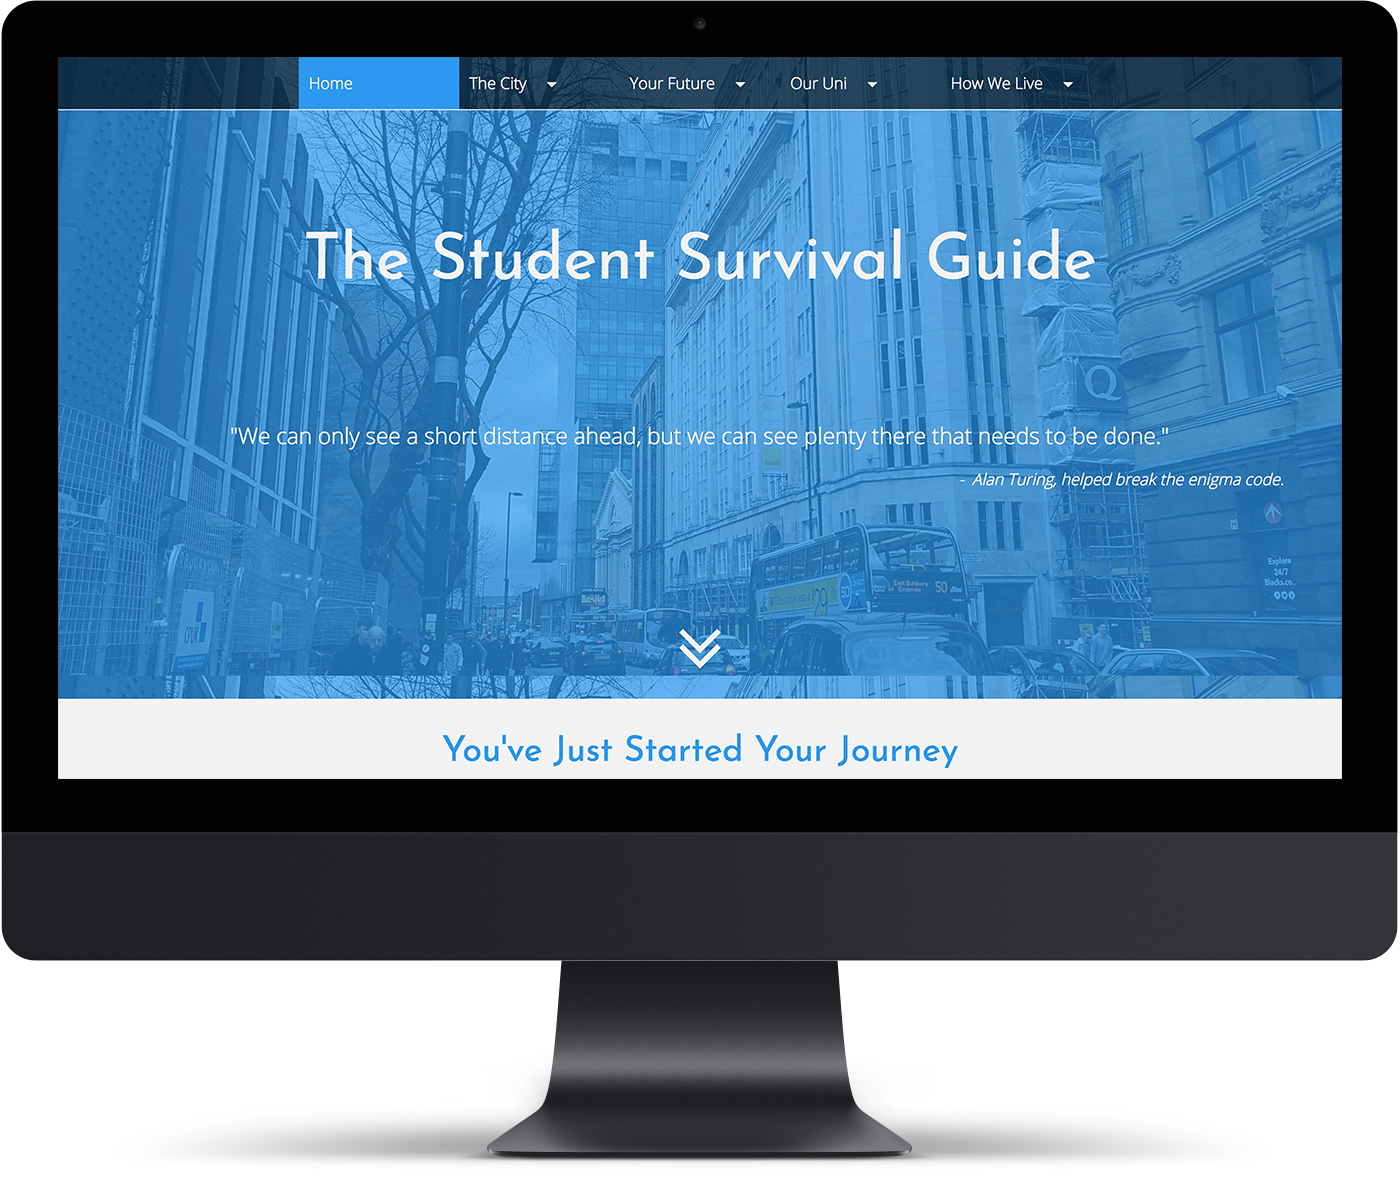 Home The City Your Future Our Uni How We Live
The Student Survival Guide
Q
"We can only see a short distance ahead, but we can see plenty there that needs to be done."
- Alan Turing, helped break the enigma code.
Explore
24/7
Blacks.co..
50
You've Just Started Your Journey